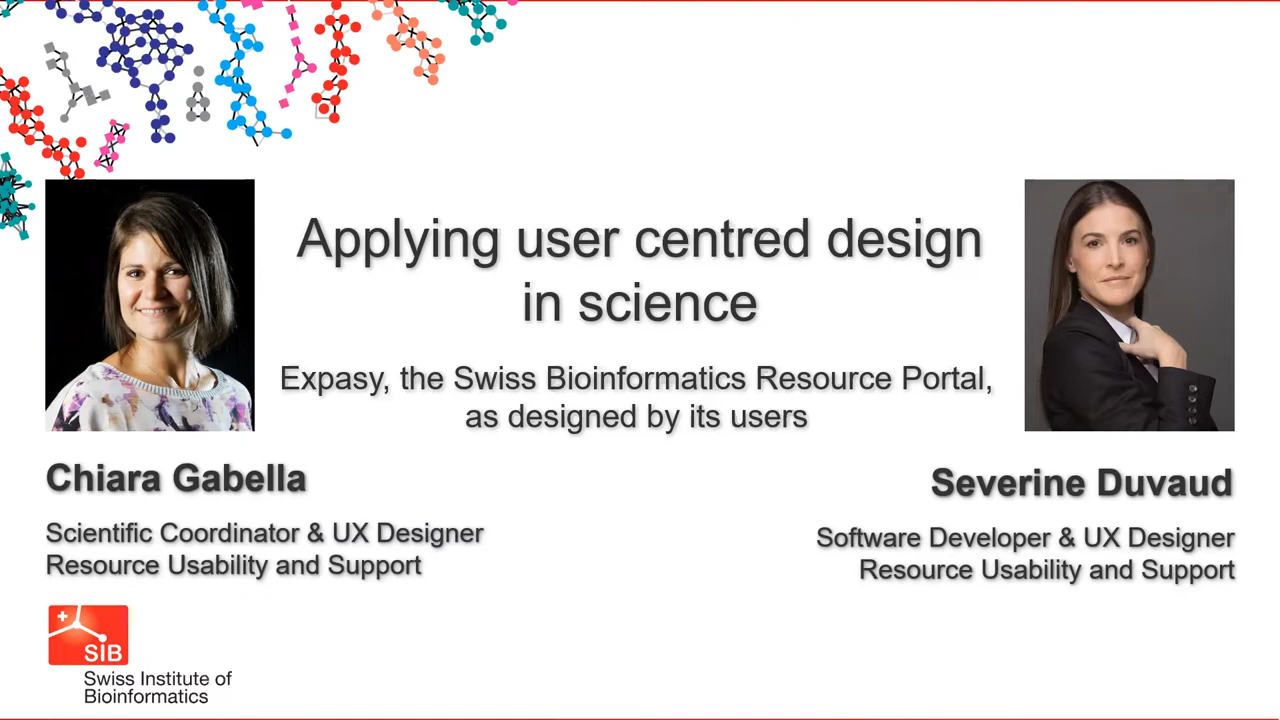 Applying user centred design
in science
Expasy, the Swiss Bioinformatics Resource Portal,
as designed by its users
Chiara Gabella
Scientific Coordinator & UX Designer
Resource Usability and Support
Severine Duvaud
Software Developer & UX Designer
Resource Usability and Support
SIB
Swiss Institute of
Bioinformatics